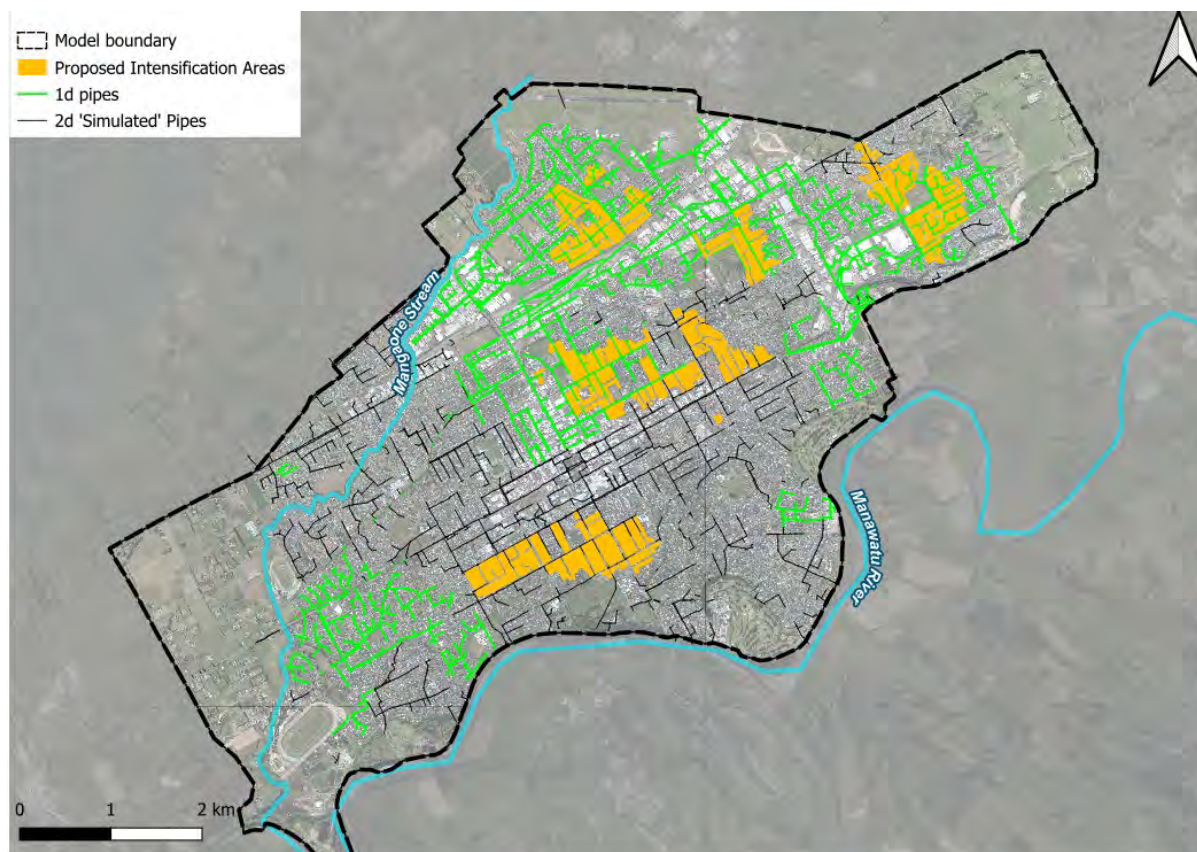 Model boundary
Proposed Intensification Areas
1d pipes
2d 'Simulated' Pipes
Mangaone Stream
Manawatu River
0 1 2 km